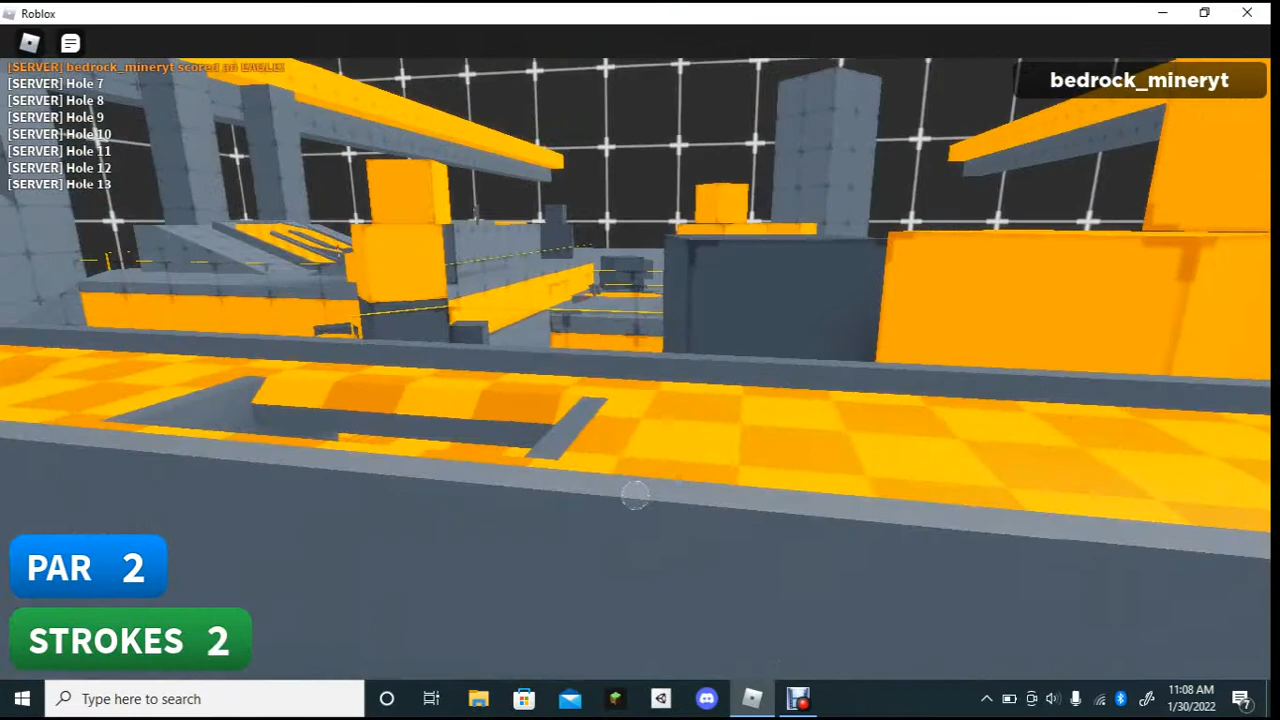 Roblox
[SERVER] bedrock_mineryt scored an EAGLE!
[SERVER] Hole 7
[SERVER] Hole 8
[SERVER] Hole 9
[SERVER] Hole 10
[SERVER] Hole 11
[SERVER] Hole 12
[SERVER] Hole 13
bedrock_mineryt
PAR 2
STROKES 2
Type here to search
11:08 AM
1/30/2022
7